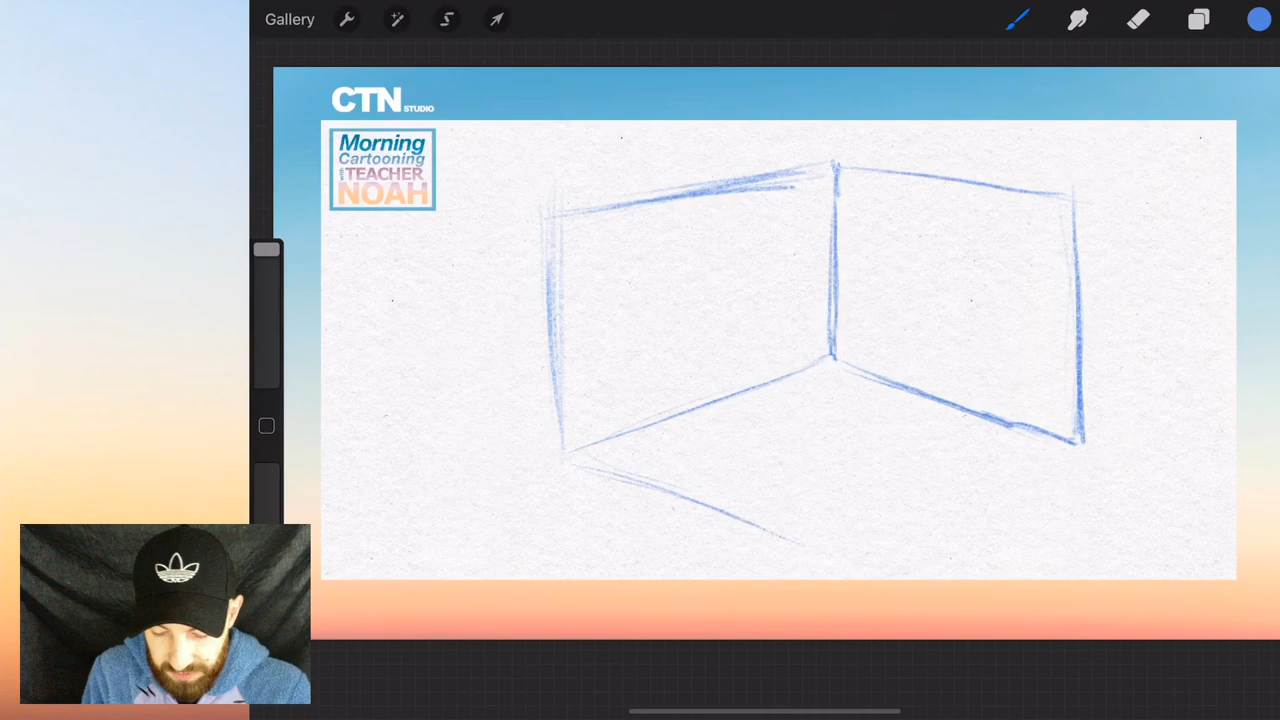 Gallery
CTN STUDIO
Morning
Cartooning
with TEACHER
NOAH